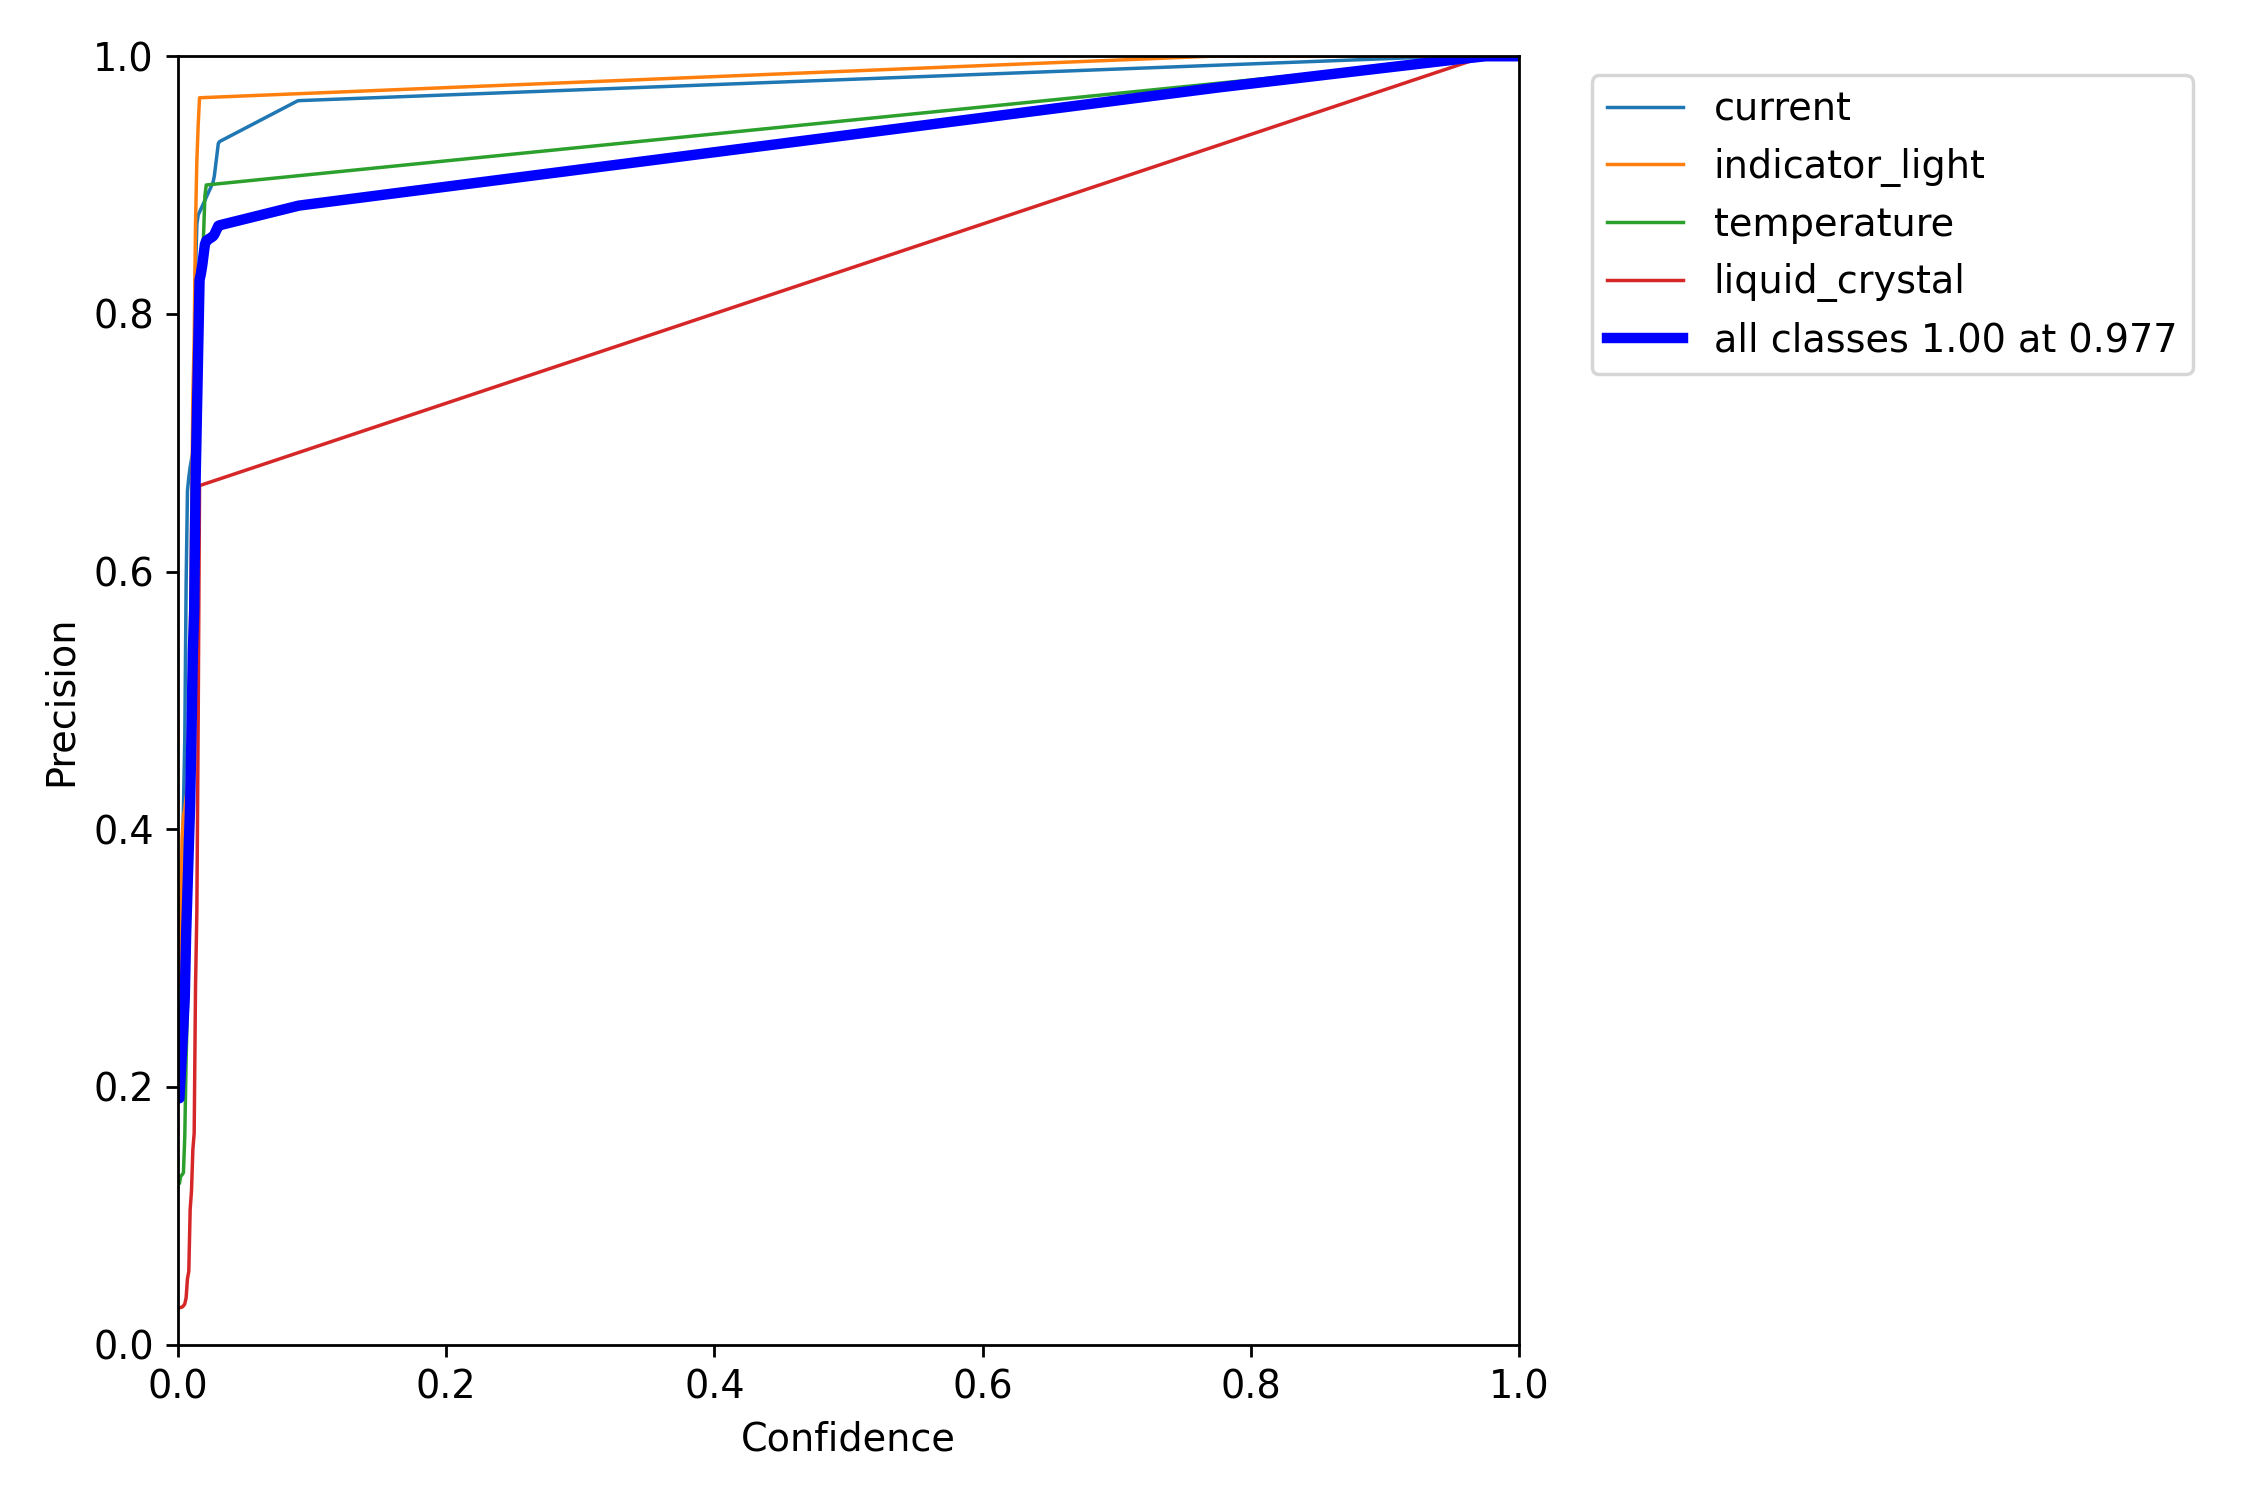 1.0
0.8
0.6
0.4
0.2
0.0
Precision
0.0 0.2 0.4 0.6 0.8 1.0
Confidence
current
indicator_light
temperature
liquid_crystal
all classes 1.00 at 0.977